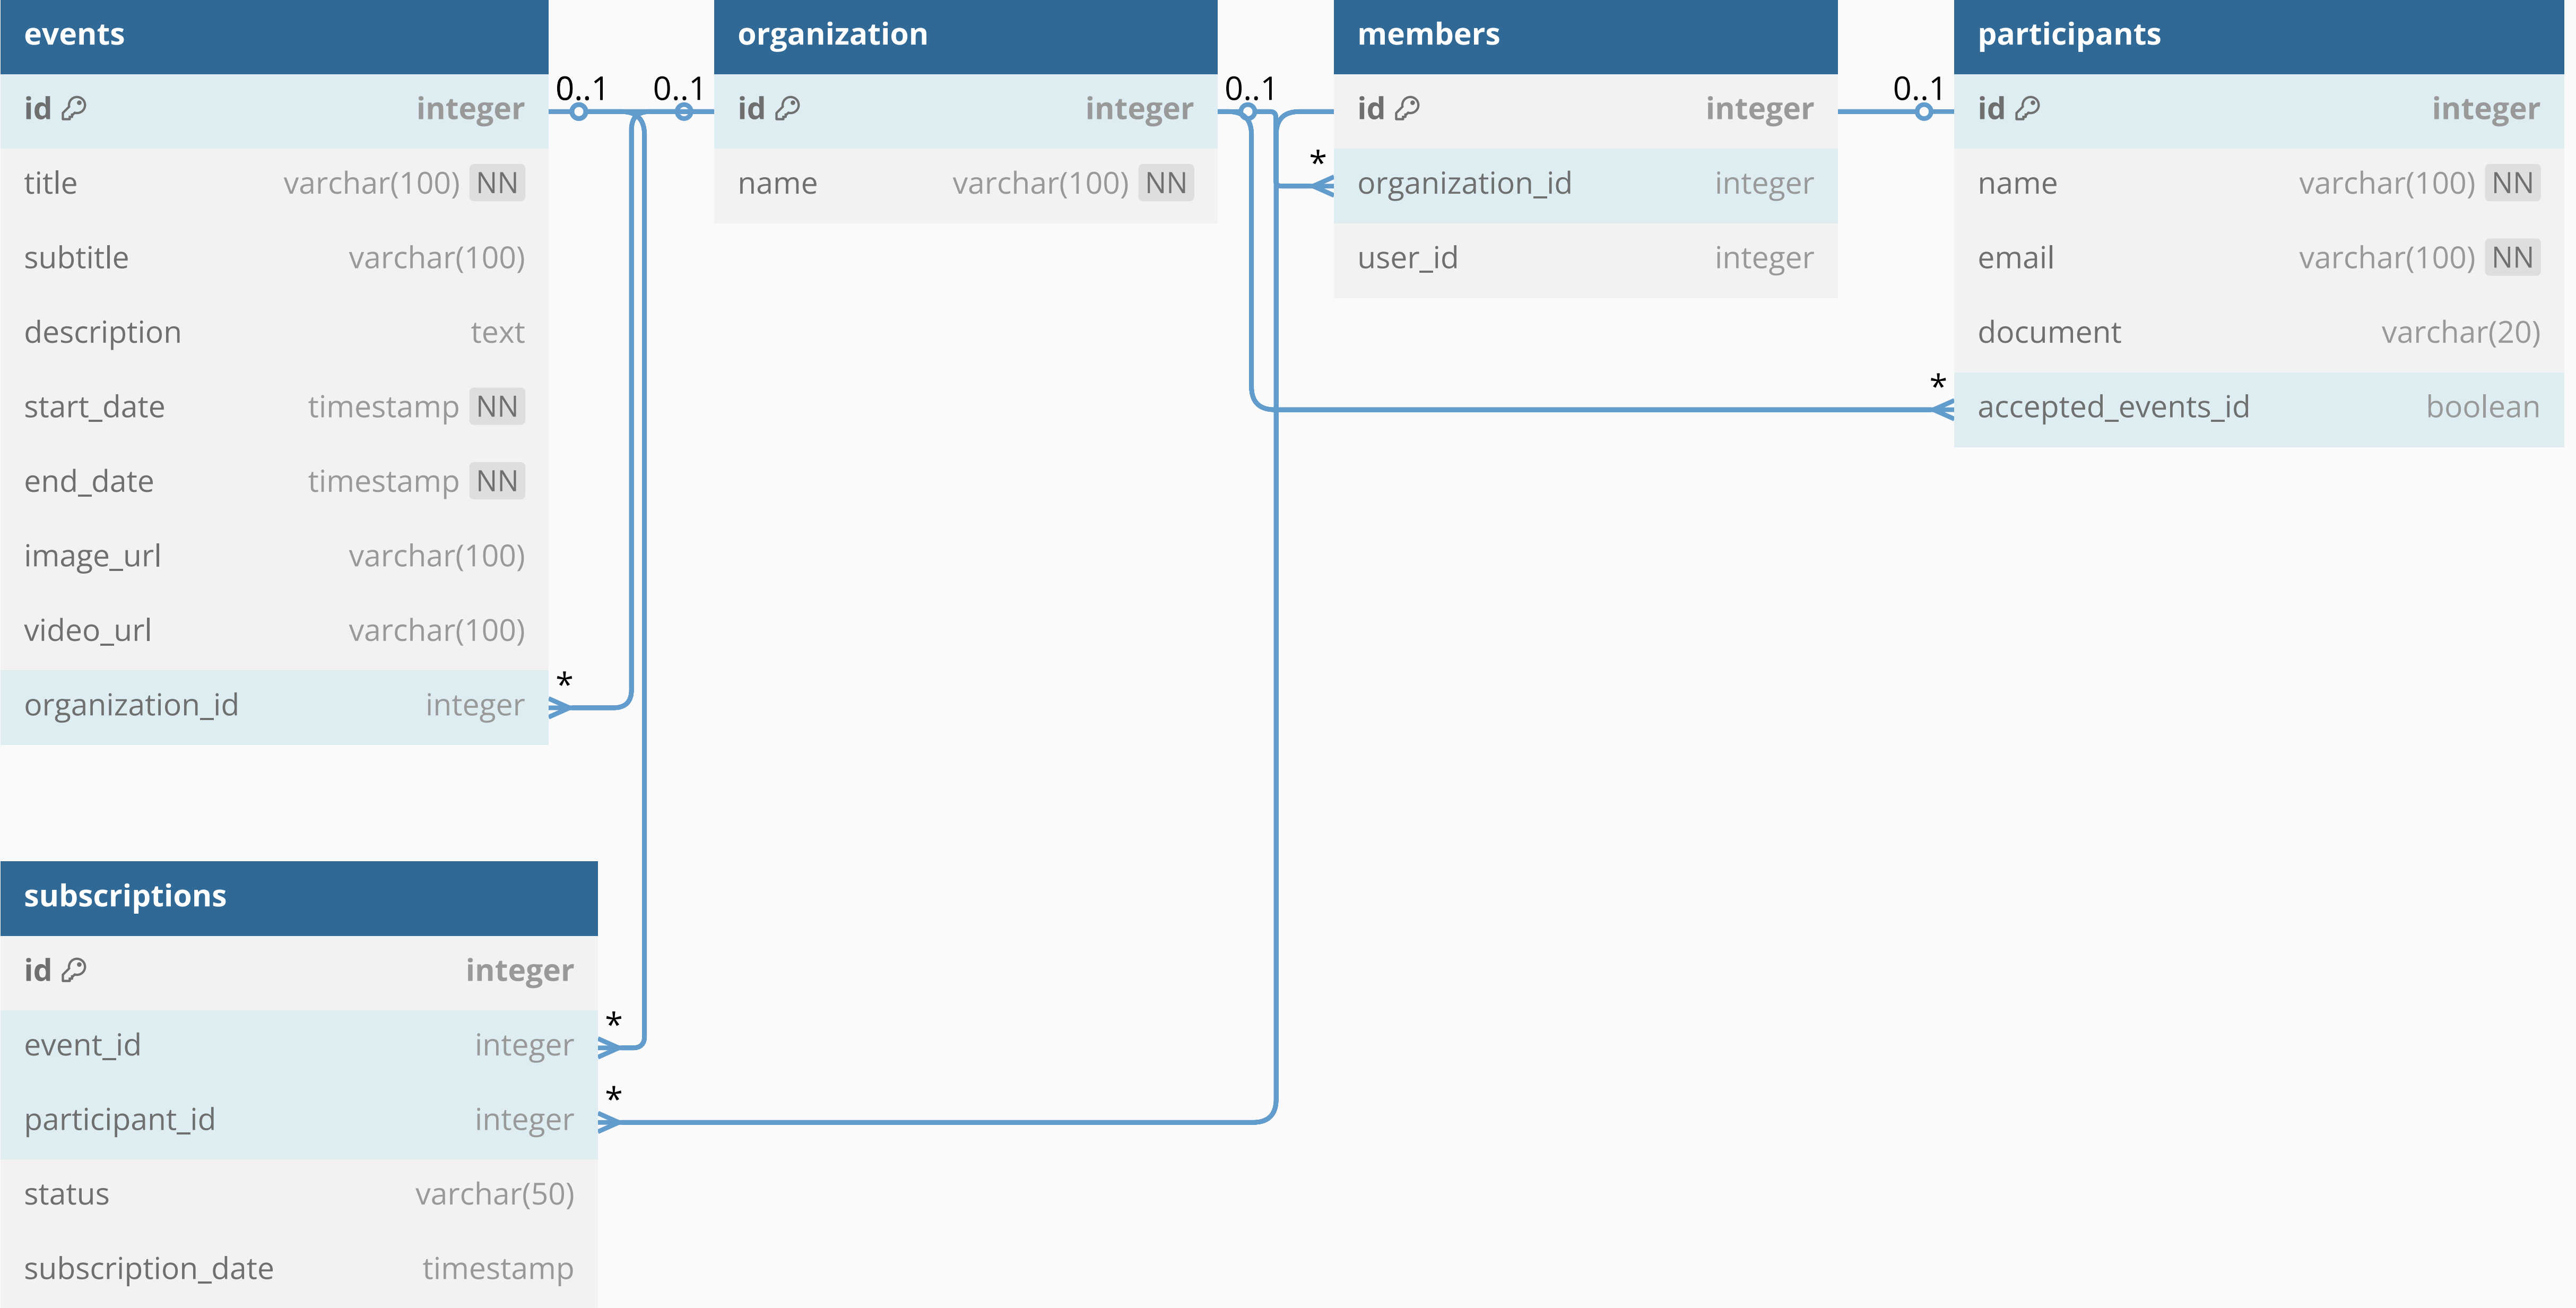 events
0..1
id integer
title varchar(100) NN
subtitle varchar(100)
description text
start_date timestamp NN
end_date timestamp NN
image_url varchar(100)
video_url varchar(100)
*
organization_id integer
0..1
organization
id integer
name varchar(100) NN
0..1
members
id integer
*
organization_id integer
user_id integer
0..1
participants
id integer
name varchar(100) NN
email varchar(100) NN
document varchar(20)
*
accepted_events_id boolean
subscriptions
id integer
*
event_id integer
*
participant_id integer
status varchar(50)
subscription_date timestamp